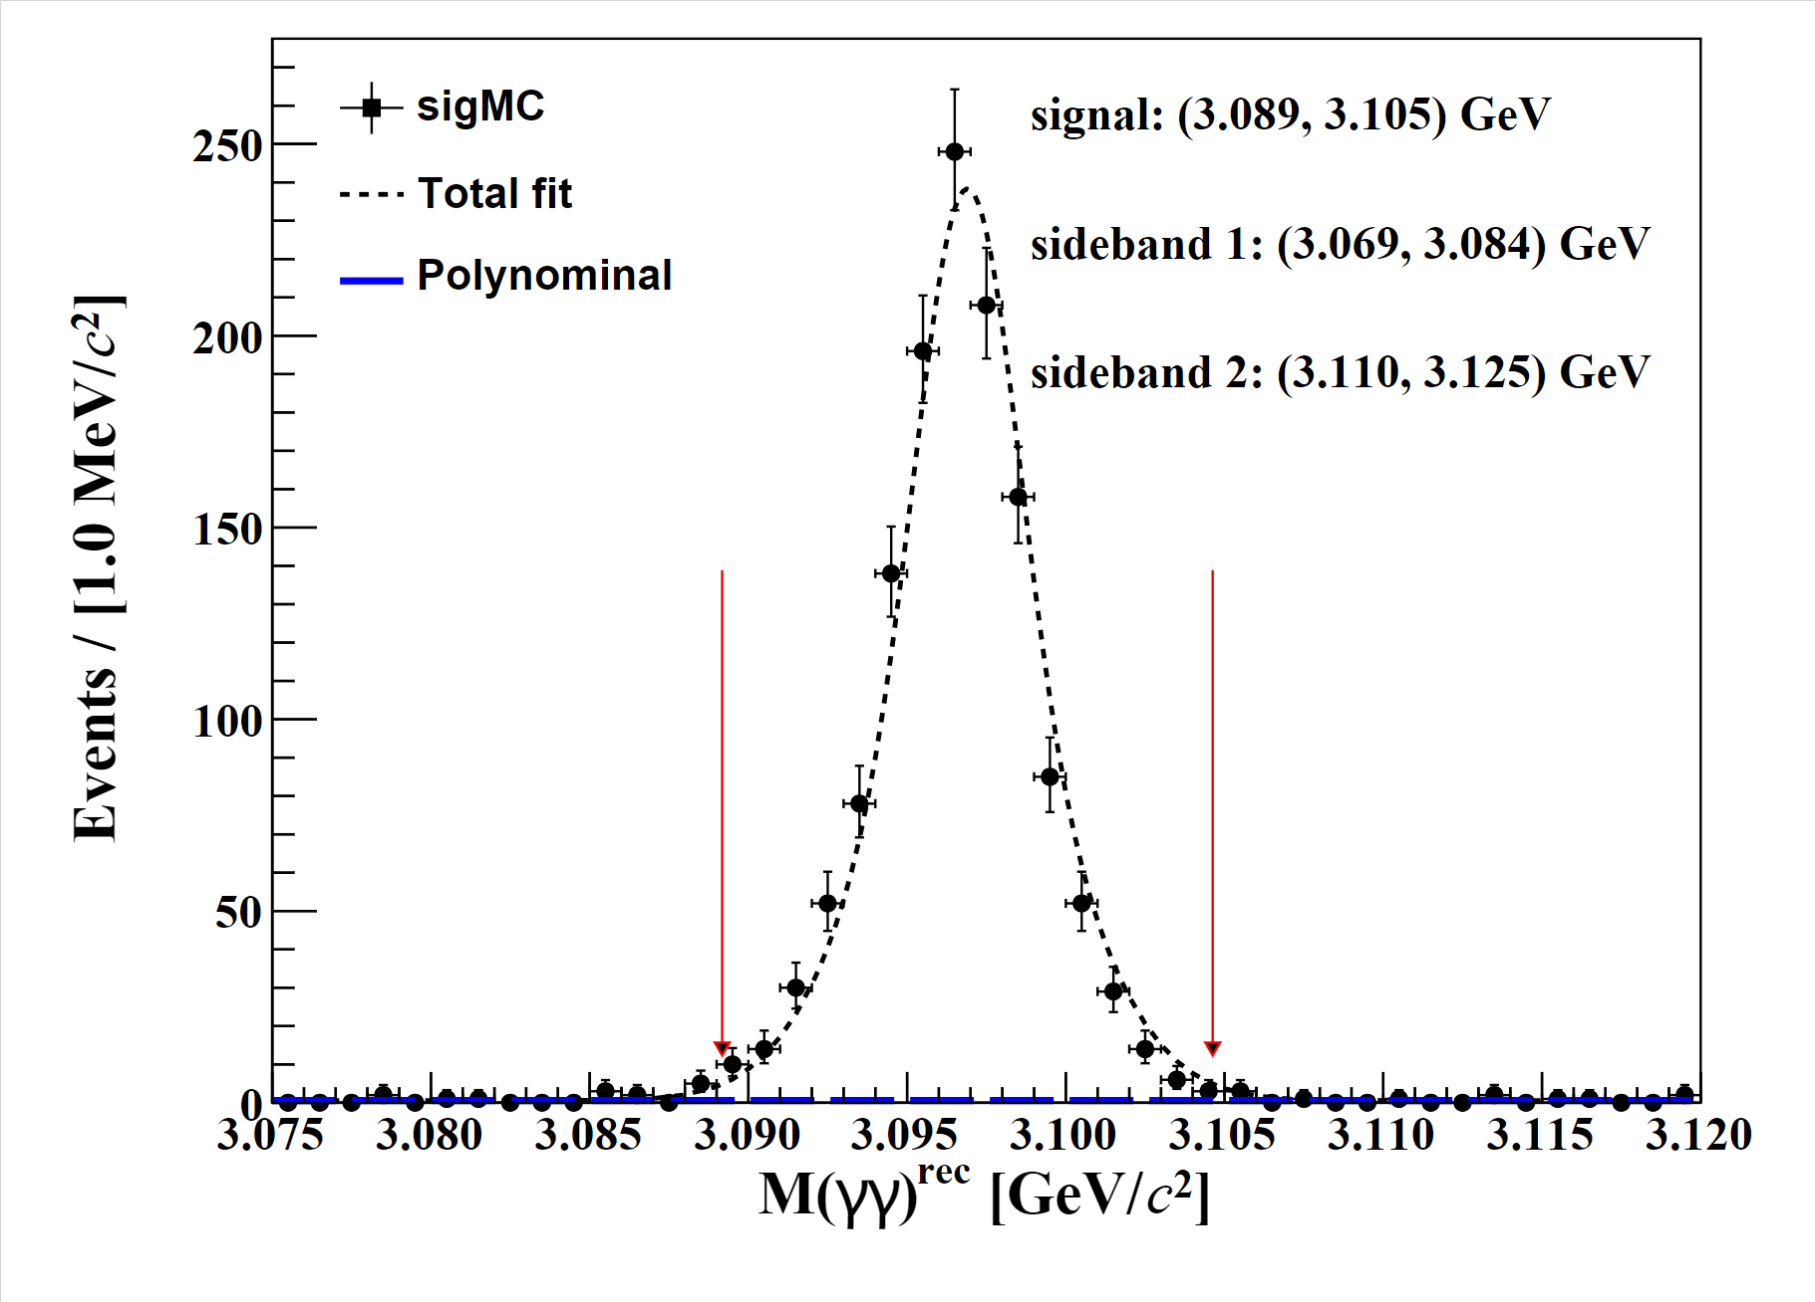 sigMC
Total fit
Polynominal
signal: (3.089, 3.105) GeV
sideband 1: (3.069, 3.084) GeV
sideband 2: (3.110, 3.125) GeV
Events / [1.0 MeV/c²]
250
200
150
100
50
0
3.075 3.080 3.085 3.090 3.095 3.100 3.105 3.110 3.115 3.120
M(γγ)^rec [GeV/c²]